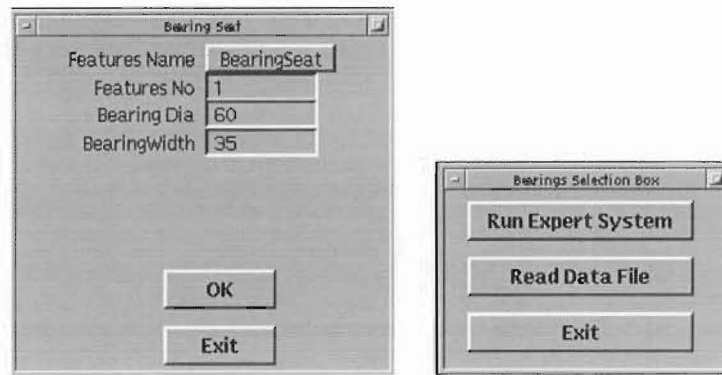 Bearing Seat
Features Name BearingSeat
Features No 1
Bearing Dia 60
BearingWidth 35
OK
Exit
Bearings Selection Box
Run Expert System
Read Data File
Exit